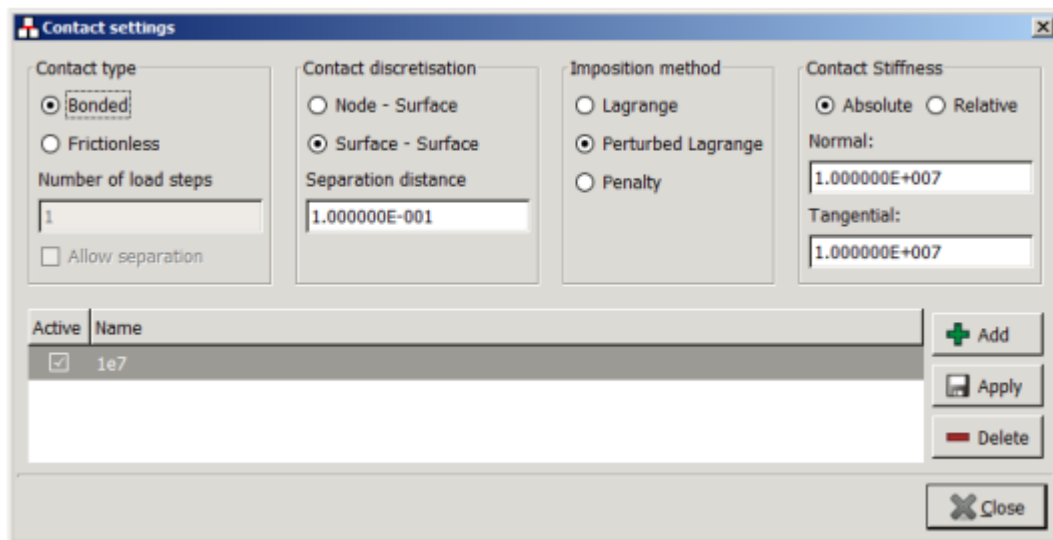 Contact settings
Contact type
Bonded
Frictionless
Number of load steps
1
Allow separation
Contact discretisation
Node - Surface
Surface - Surface
Separation distance
1.000000E-001
Imposition method
Lagrange
Perturbed Lagrange
Penalty
Contact Stiffness
Absolute Relative
Normal:
1.000000E+007
Tangential:
1.000000E+007
Active Name
1e7
Add
Apply
Delete
Close